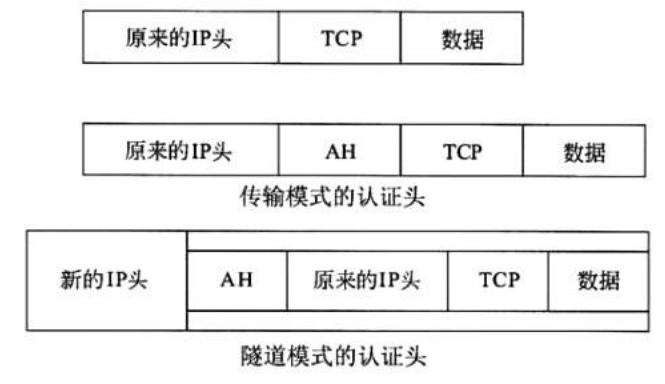 原来的IP头 TCP 数据
原来的IP头 AH TCP 数据
传输模式的认证头
新的IP头 AH 原来的IP头 TCP 数据
隧道模式的认证头